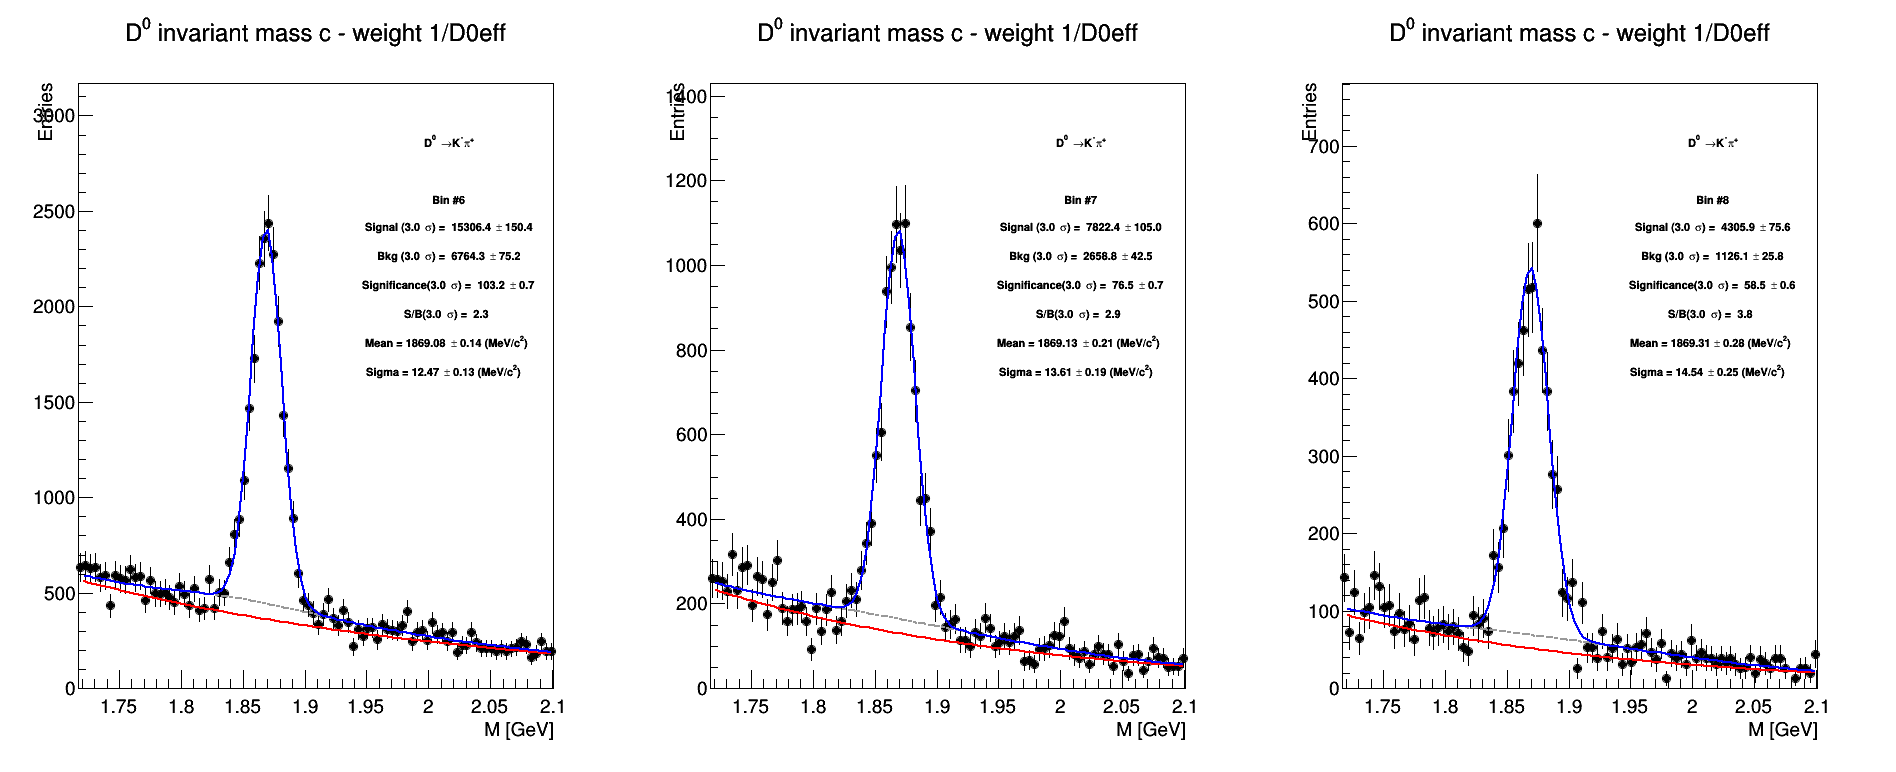 D⁰ invariant mass c - weight 1/D0eff
Entries
3000
2500
2000
1500
1000
500
0
D⁰ →K⁻π⁺
Bin #6
Signal (3.0 σ) = 15306.4 ± 150.4
Bkg (3.0 σ) = 6764.3 ± 75.2
Significance(3.0 σ) = 103.2 ± 0.7
S/B(3.0 σ) = 2.3
Mean = 1869.08 ± 0.14 (MeV/c²)
Sigma = 12.47 ± 0.13 (MeV/c²)
1.75 1.8 1.85 1.9 1.95 2 2.05 2.1
M [GeV]
D⁰ invariant mass c - weight 1/D0eff
Entries
1400
1200
1000
800
600
400
200
0
D⁰ →K⁻π⁺
Bin #7
Signal (3.0 σ) = 7822.4 ± 105.0
Bkg (3.0 σ) = 2658.8 ± 42.5
Significance(3.0 σ) = 76.5 ± 0.7
S/B(3.0 σ) = 2.9
Mean = 1869.13 ± 0.21 (MeV/c²)
Sigma = 13.61 ± 0.19 (MeV/c²)
1.75 1.8 1.85 1.9 1.95 2 2.05 2.1
M [GeV]
D⁰ invariant mass c - weight 1/D0eff
Entries
700
600
500
400
300
200
100
0
D⁰ →K⁻π⁺
Bin #8
Signal (3.0 σ) = 4305.9 ± 75.6
Bkg (3.0 σ) = 1126.1 ± 25.8
Significance(3.0 σ) = 58.5 ± 0.6
S/B(3.0 σ) = 3.8
Mean = 1869.31 ± 0.28 (MeV/c²)
Sigma = 14.54 ± 0.25 (MeV/c²)
1.75 1.8 1.85 1.9 1.95 2 2.05 2.1
M [GeV]